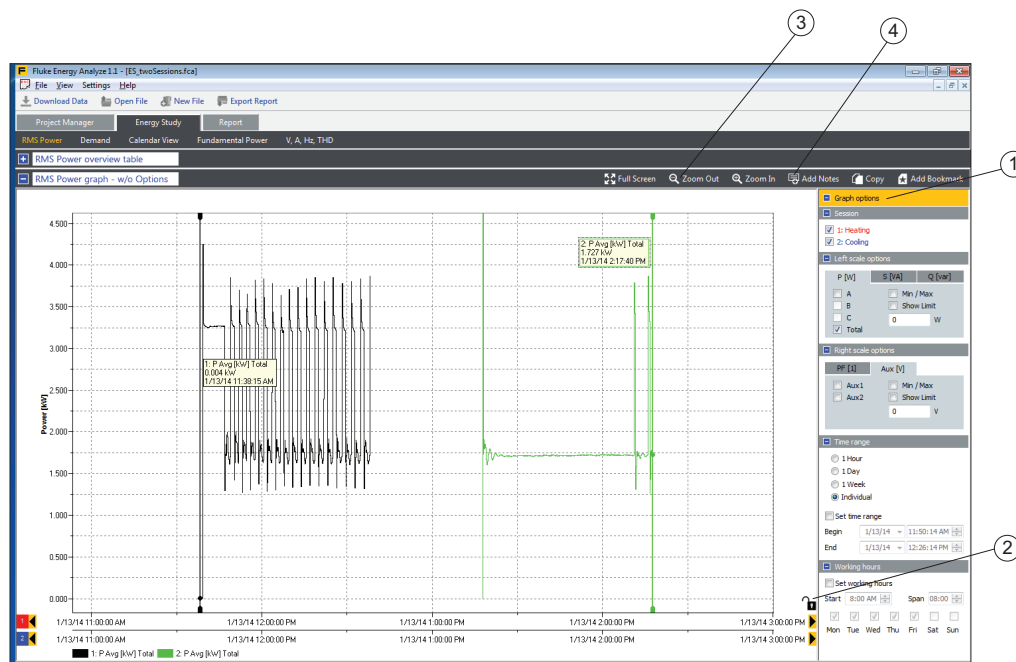 3
4
Fluke Energy Analyze 1.1 - [ES_twoSessions.fca]
File View Settings Help
Download Data Open File New File Export Report
Project Manager Energy Study Report
RMS Power Demand Calendar View Fundamental Power V, A, Hz, THD
RMS Power overview table
RMS Power graph - w/o Options Full Screen Zoom Out Zoom In Add Notes Copy Add Bookmark
1
Graph options
Session
1: Heating
2: Cooling
Left scale options
P [W] S [VA] Q [var]
A Min / Max
B Show Limit
C 0 W
Total
Right scale options
PF [1] Aux [V]
Aux1 Min / Max
Aux2 Show Limit
0 V
Time range
1 Hour
1 Day
1 Week
Individual
Set time range
Begin 1/13/14 11:50:14 AM
End 1/13/14 12:26:14 PM
2
Working hours
Set working hours
Start 8:00 AM Span 08:00
Mon Tue Wed Thu Fri Sat Sun
Power [kW]
4.500
4.000
3.500
3.000
2.500
2.000
1.500
1.000
0.500
0.000
2: P Avg [kW] Total
1.727 kW
1/13/14 2:17:40 PM
1: P Avg [kW] Total
0.004 kW
1/13/14 11:38:15 AM
1 1/13/14 11:00:00 AM 1/13/14 12:00:00 PM 1/13/14 1:00:00 PM 1/13/14 2:00:00 PM 1/13/14 3:00:00 PM
2 1/13/14 11:00:00 AM 1/13/14 12:00:00 PM 1/13/14 1:00:00 PM 1/13/14 2:00:00 PM 1/13/14 3:00:00 PM
1: P Avg [kW] Total 2: P Avg [kW] Total